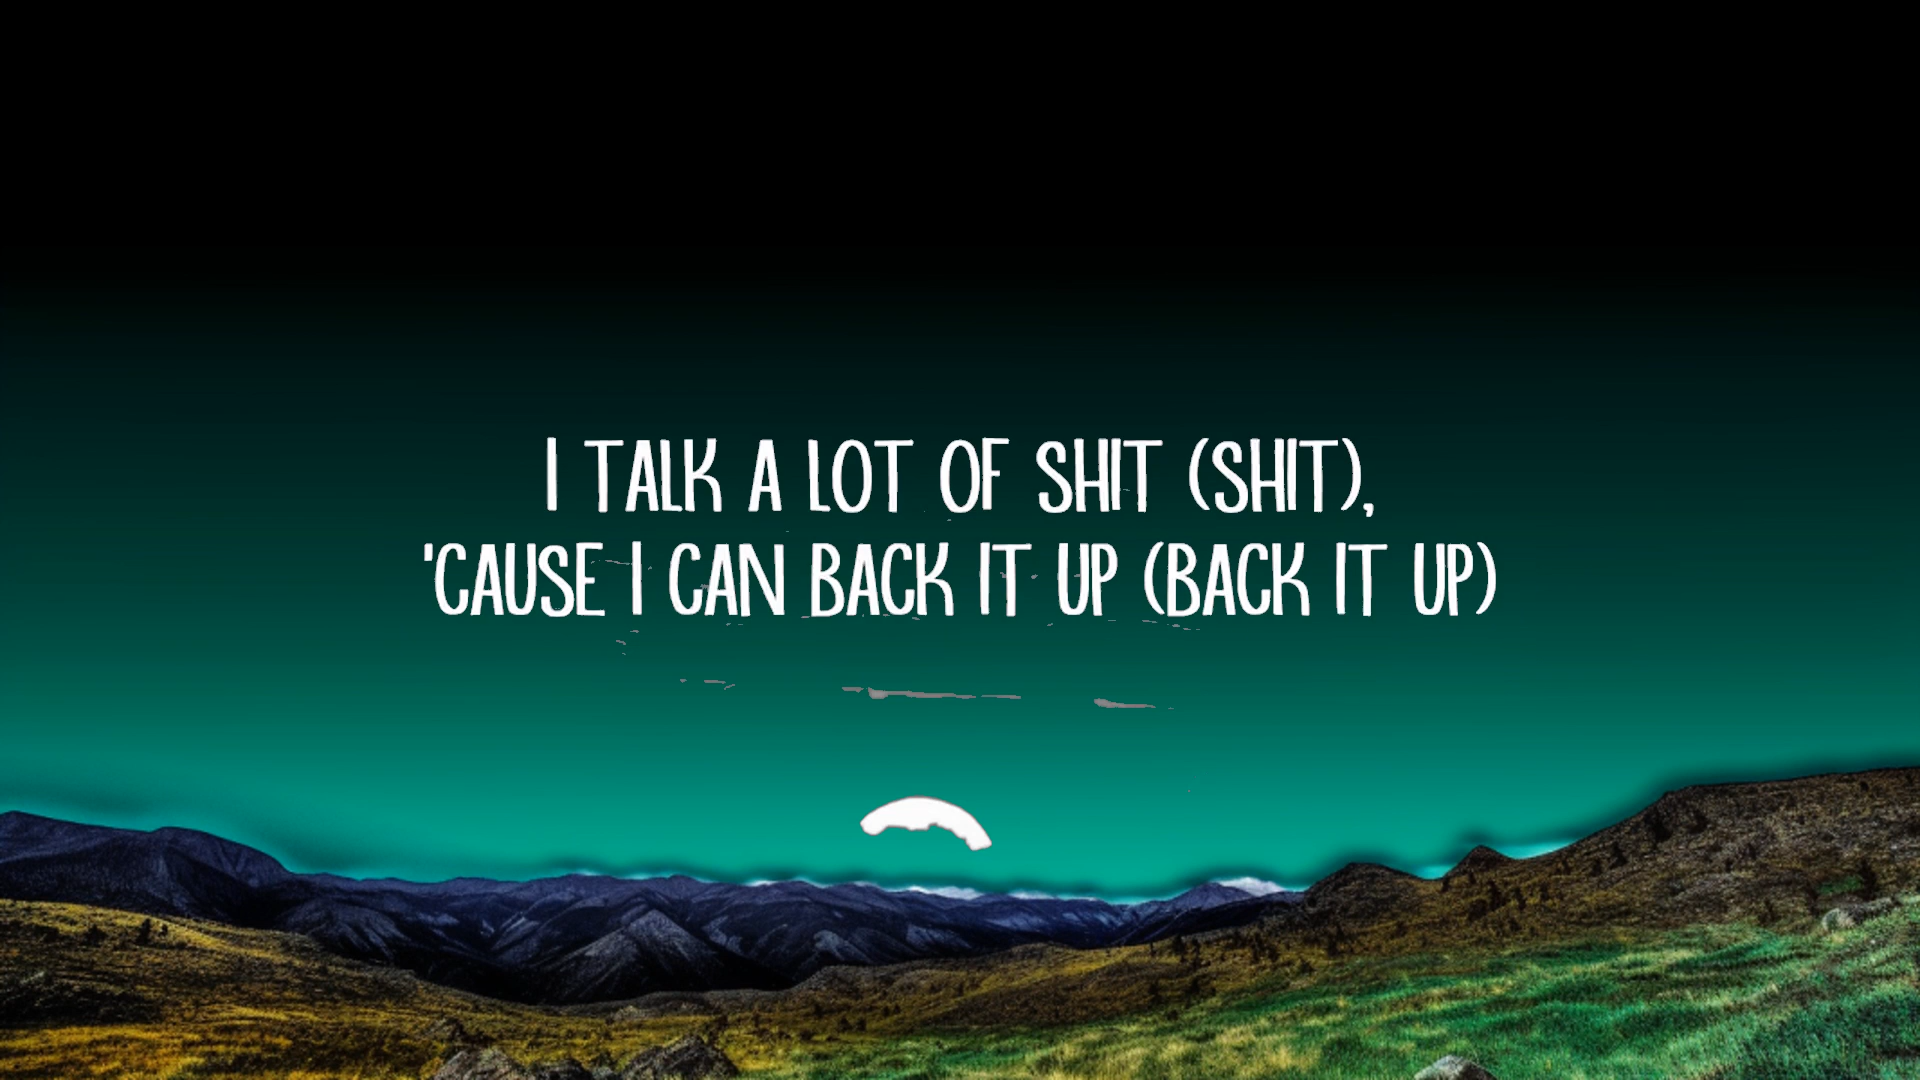 I TALK A LOT OF SHIT (SHIT),
'CAUSE I CAN BACK IT UP (BACK IT UP)